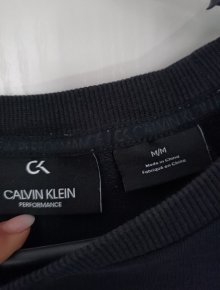 CK
CALVIN KLEIN
PERFORMANCE
M/M
Made in China
Fabriqué en Chine